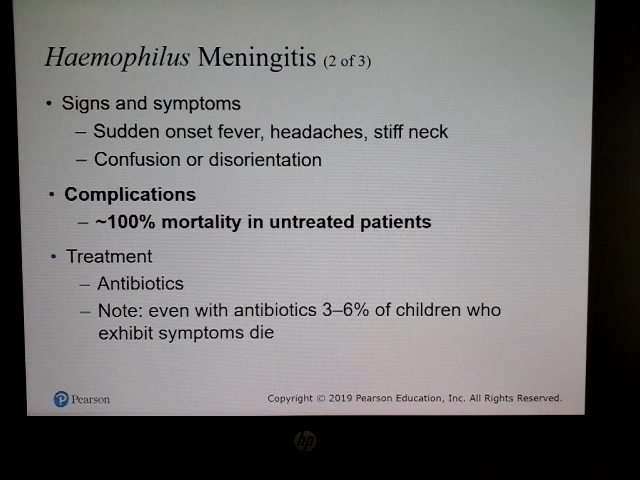 Haemophilus Meningitis (2 of 3)
• Signs and symptoms
– Sudden onset fever, headaches, stiff neck
– Confusion or disorientation
• Complications
– ~100% mortality in untreated patients
• Treatment
– Antibiotics
– Note: even with antibiotics 3–6% of children who
exhibit symptoms die
P Pearson
Copyright © 2019 Pearson Education, Inc. All Rights Reserved.
hp